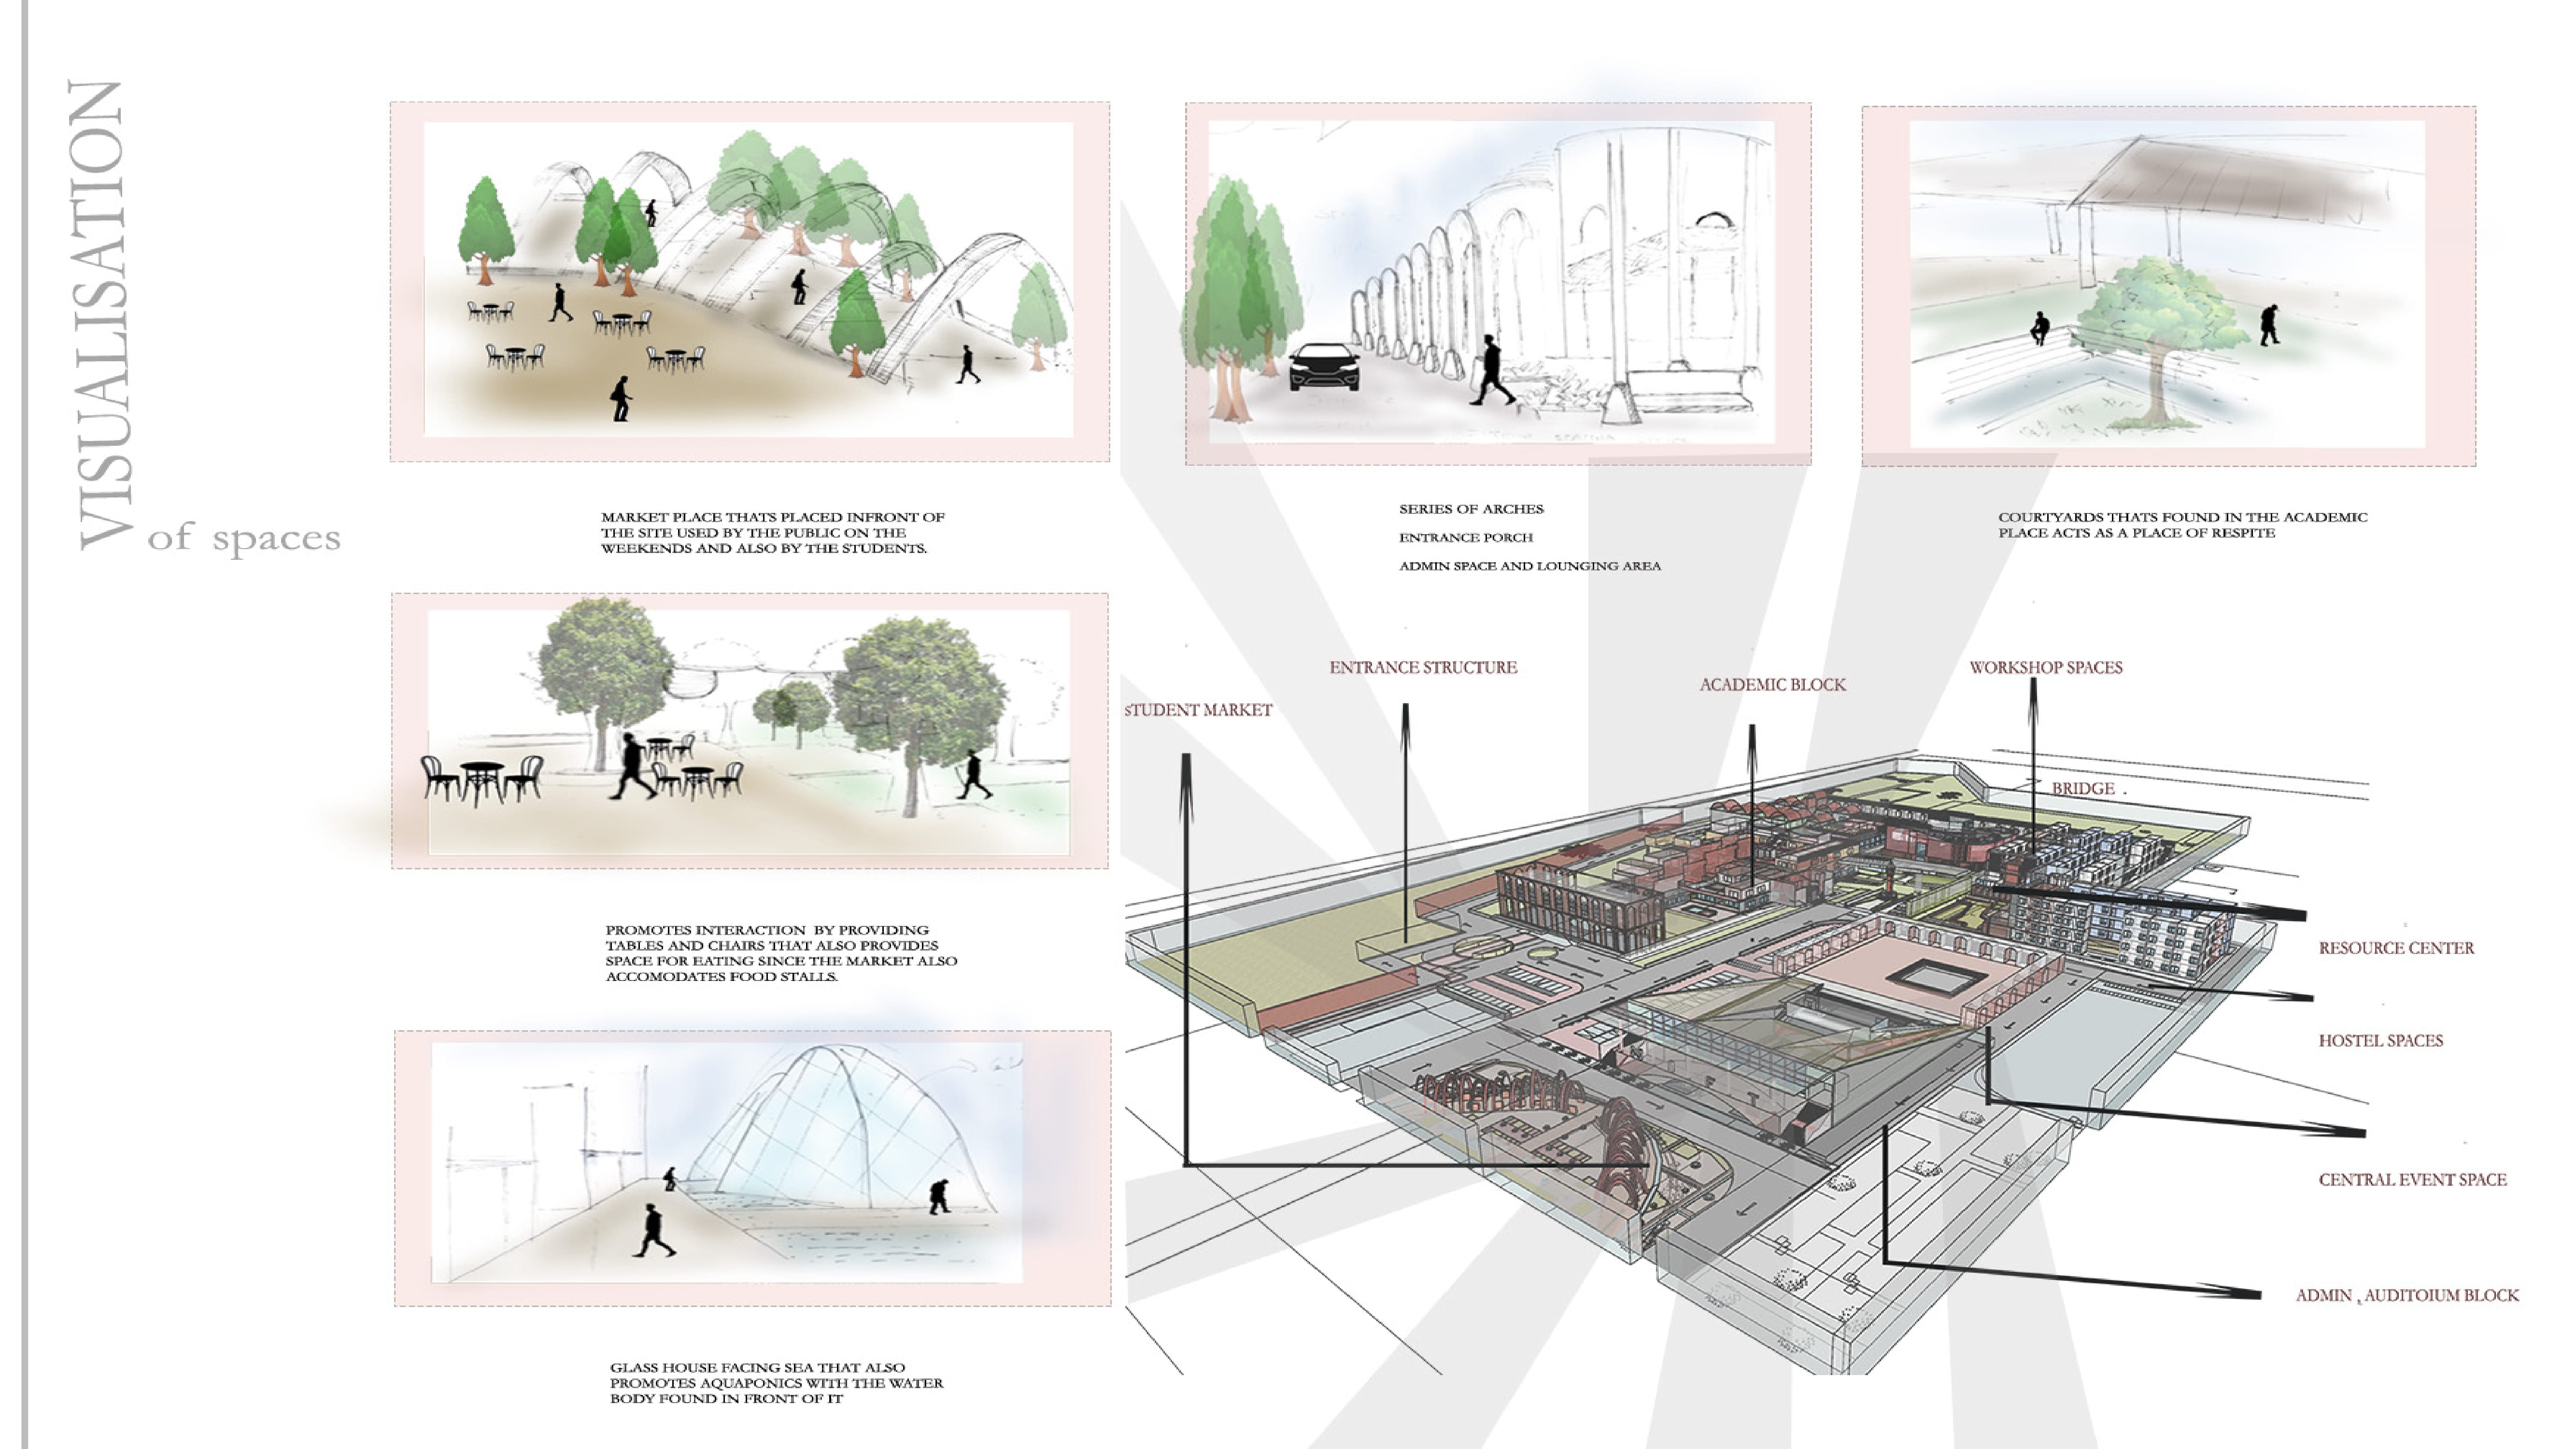 VISUALISATION
of spaces
MARKET PLACE THATS PLACED INFRONT OF
THE SITE USED BY THE PUBLIC ON THE
WEEKENDS AND ALSO BY THE STUDENTS.
SERIES OF ARCHES
ENTRANCE PORCH
ADMIN SPACE AND LOUNGING AREA
COURTYARDS THATS FOUND IN THE ACADEMIC
PLACE ACTS AS A PLACE OF RESPITE
PROMOTES INTERACTION BY PROVIDING
TABLES AND CHAIRS THAT ALSO PROVIDES
SPACE FOR EATING SINCE THE MARKET ALSO
ACCOMODATES FOOD STALLS.
GLASS HOUSE FACING SEA THAT ALSO
PROMOTES AQUAPONICS WITH THE WATER
BODY FOUND IN FRONT OF IT
sTUDENT MARKET
ENTRANCE STRUCTURE
ACADEMIC BLOCK
WORKSHOP SPACES
BRIDGE .
RESOURCE CENTER
HOSTEL SPACES
CENTRAL EVENT SPACE
ADMIN , AUDITOIUM BLOCK